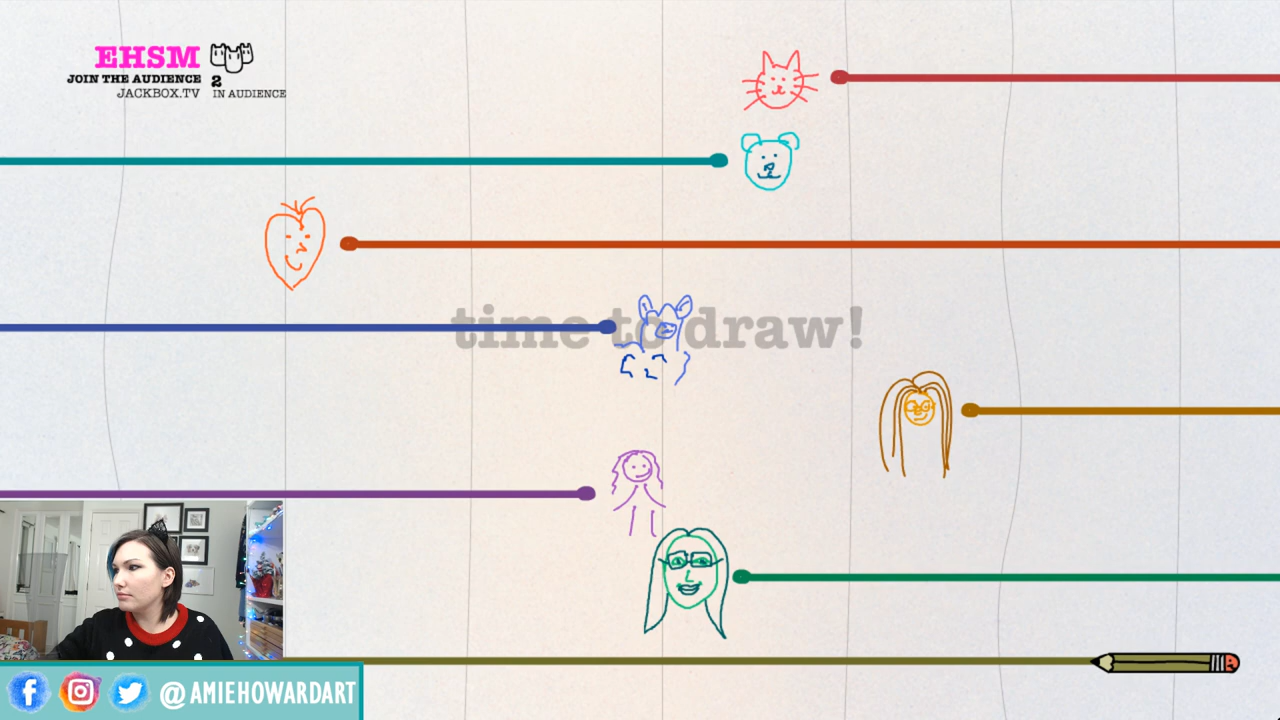 EHSM
JOIN THE AUDIENCE
JACKBOX.TV
2
IN AUDIENCE
time to draw!
@AMIEHOWARDART